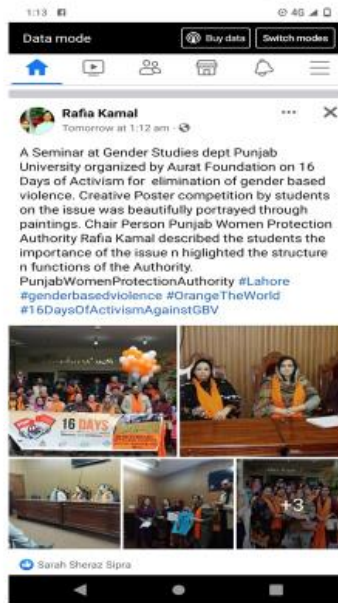 1:13
4G
Data mode
Buy data
Switch modes
Rafia Kamal
Tomorrow at 1:12 am
A Seminar at Gender Studies dept Punjab
University organized by Aurat Foundation on 16
Days of Activism for elimination of gender based
violence. Creative Poster competition by students
on the issue was beautifully portrayed through
paintings. Chair Person Punjab Women Protection
Authority Rafia Kamal described the students the
importance of the issue n higlighted the structure
n functions of the Authority.
PunjabWomenProtectionAuthority #Lahore
#genderbasedviolence #OrangeTheWorld
#16DaysOfActivismAgainstGBV
16 DAYS
+3
Sarah Sheraz Sipra